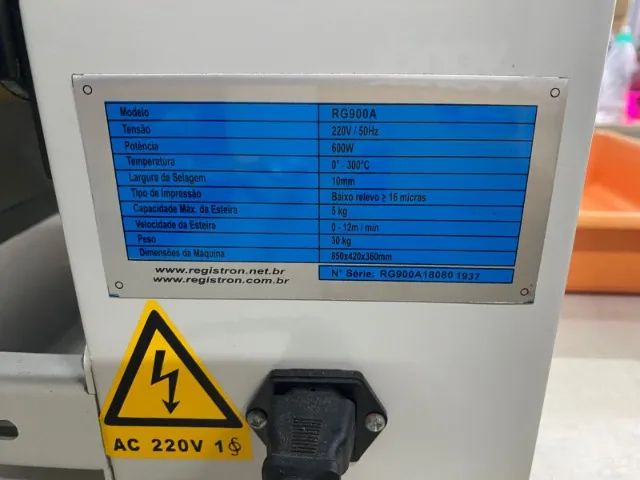 Modelo RG900A
Tensão 220V / 50Hz
Potência 600W
Temperatura 0° - 300°C
Largura da Selagem 10mm
Tipo de Impressão Baixo relevo ≥ 16 micras
Capacidade Máx. da Esteira 5 kg
Velocidade da Esteira 0 - 12m / min
Peso 30 kg
Dimensões da Máquina 850x420x360mm
www.registron.net.br
www.registron.com.br
N° Série: RG900A18080 1937
AC 220V 1